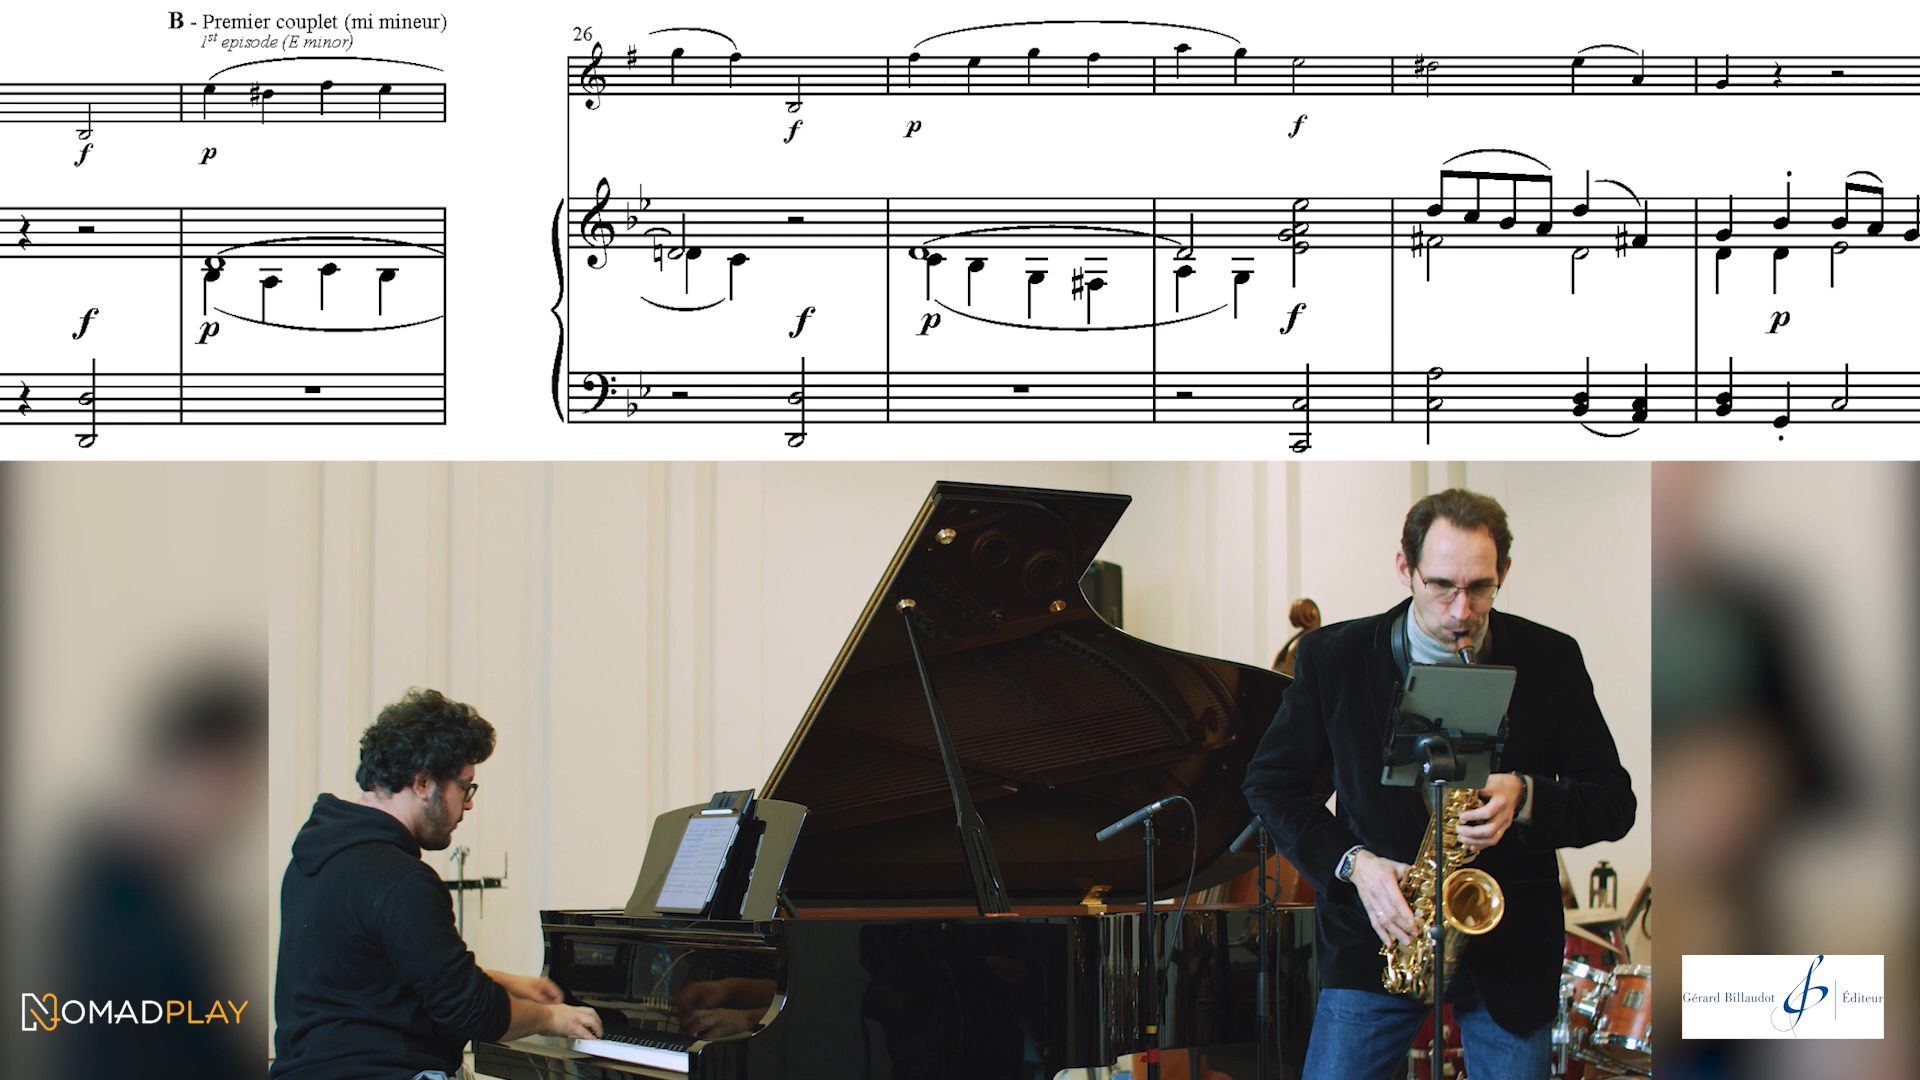 B - Premier couplet (mi mineur)
1st episode (E minor)
26
f
p
f
p
f
f
p
f
p
f
p
NOMADPLAY
Gérard Billaudot Éditeur